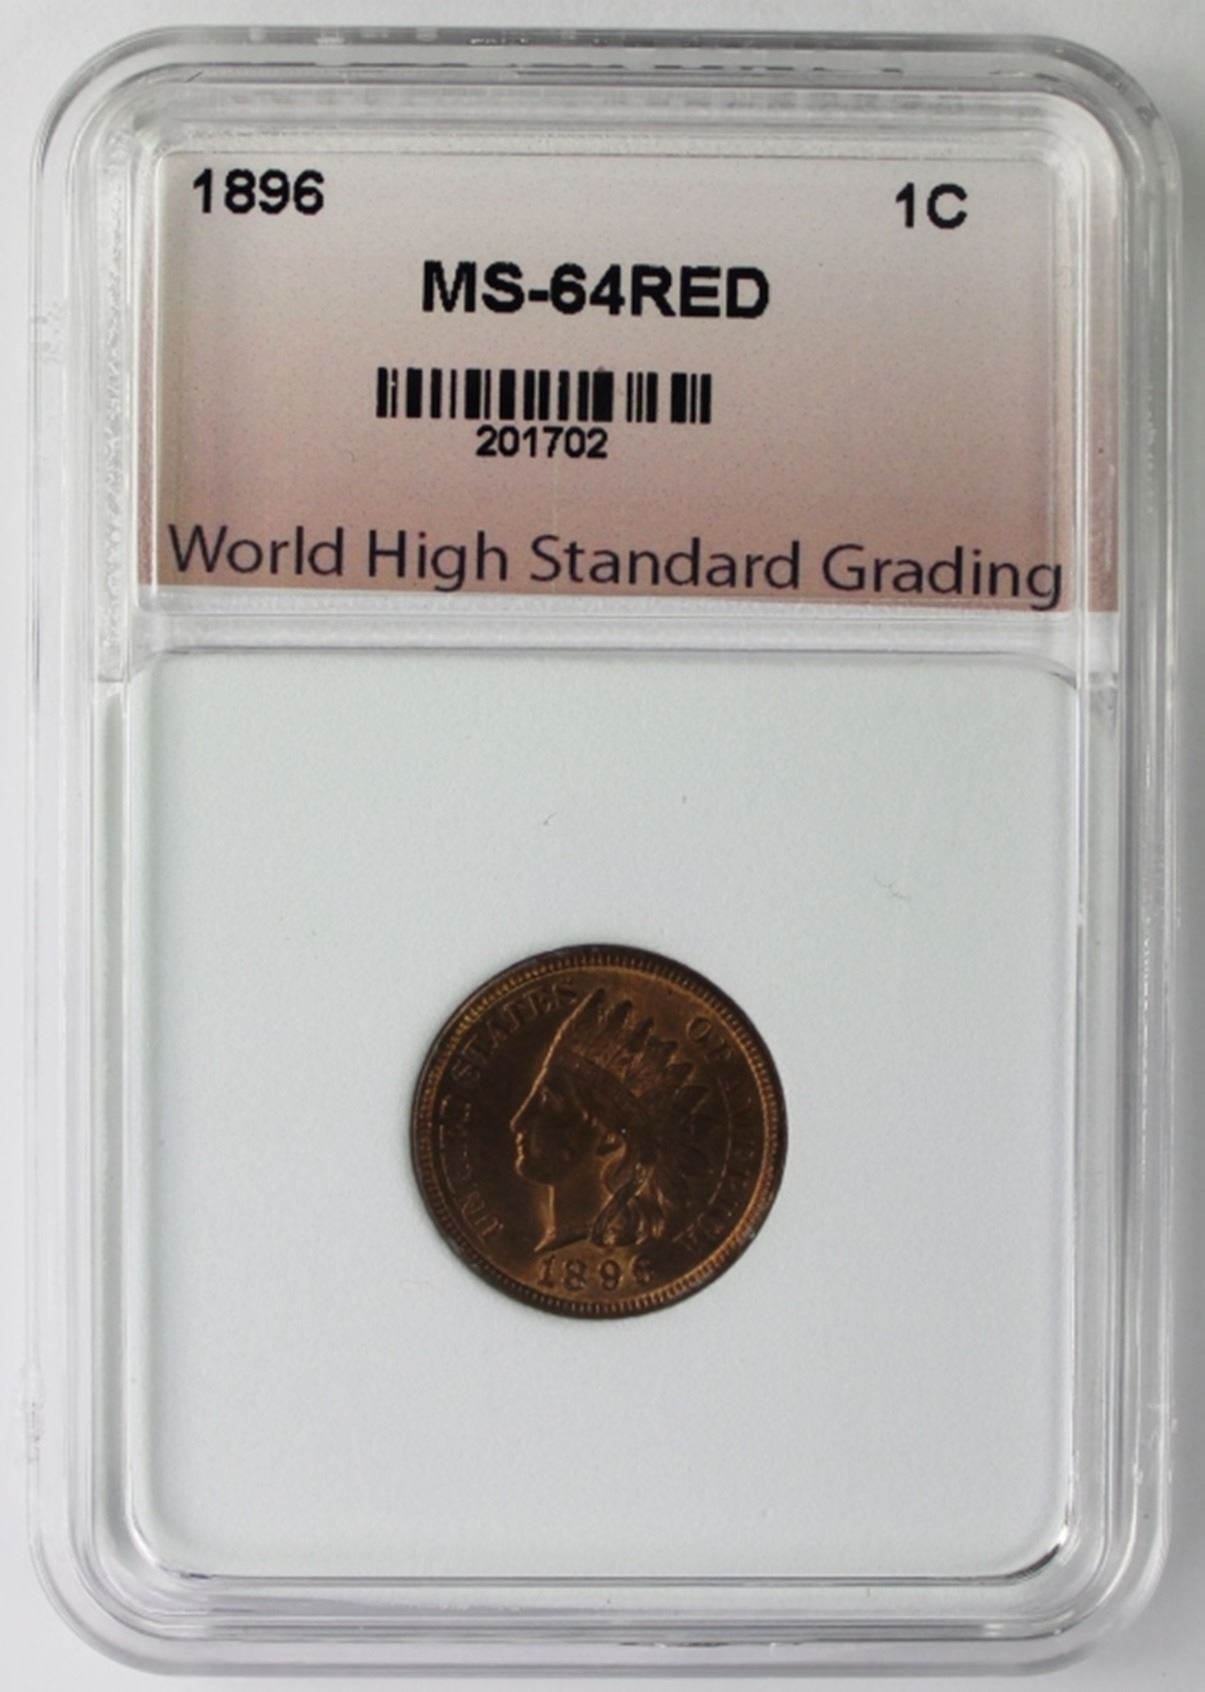 1896 1C
MS-64RED
201702
World High Standard Grading
UNITED STATES OF AMERICA
1896